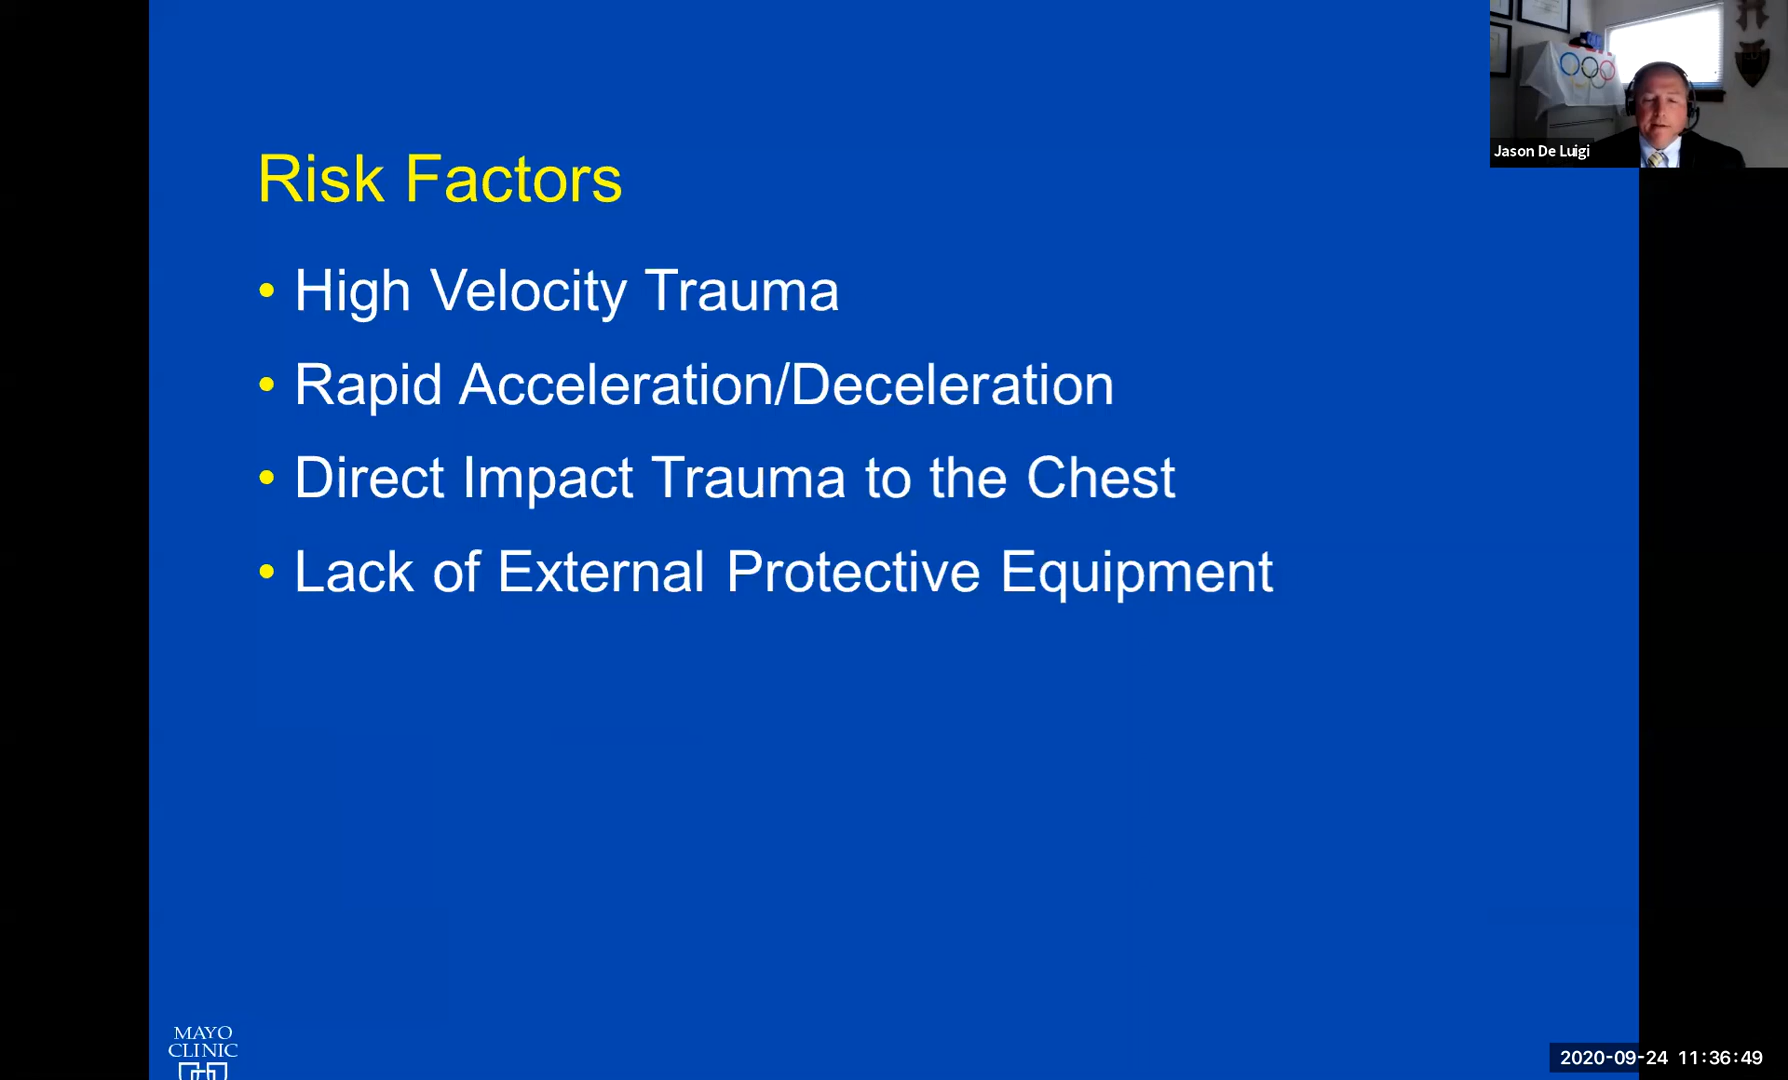 Jason De Luigi
Risk Factors
• High Velocity Trauma
• Rapid Acceleration/Deceleration
• Direct Impact Trauma to the Chest
• Lack of External Protective Equipment
MAYO
CLINIC
2020-09-24 11:36:49